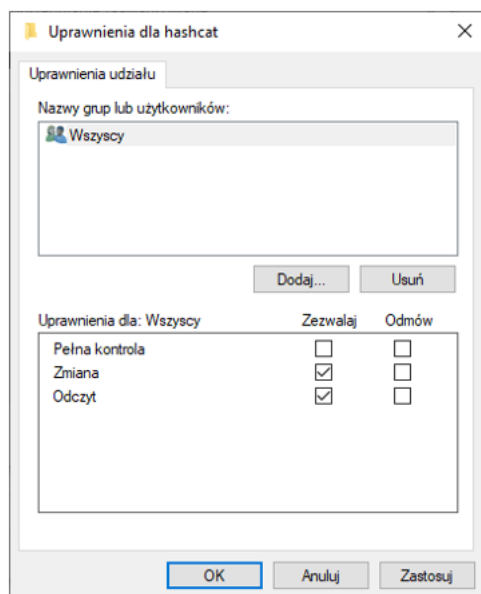 Uprawnienia dla hashcat
Uprawnienia udziału
Nazwy grup lub użytkowników:
Wszyscy
Dodaj... Usuń
Uprawnienia dla: Wszyscy Zezwalaj Odmów
Pełna kontrola
Zmiana
Odczyt
OK Anuluj Zastosuj